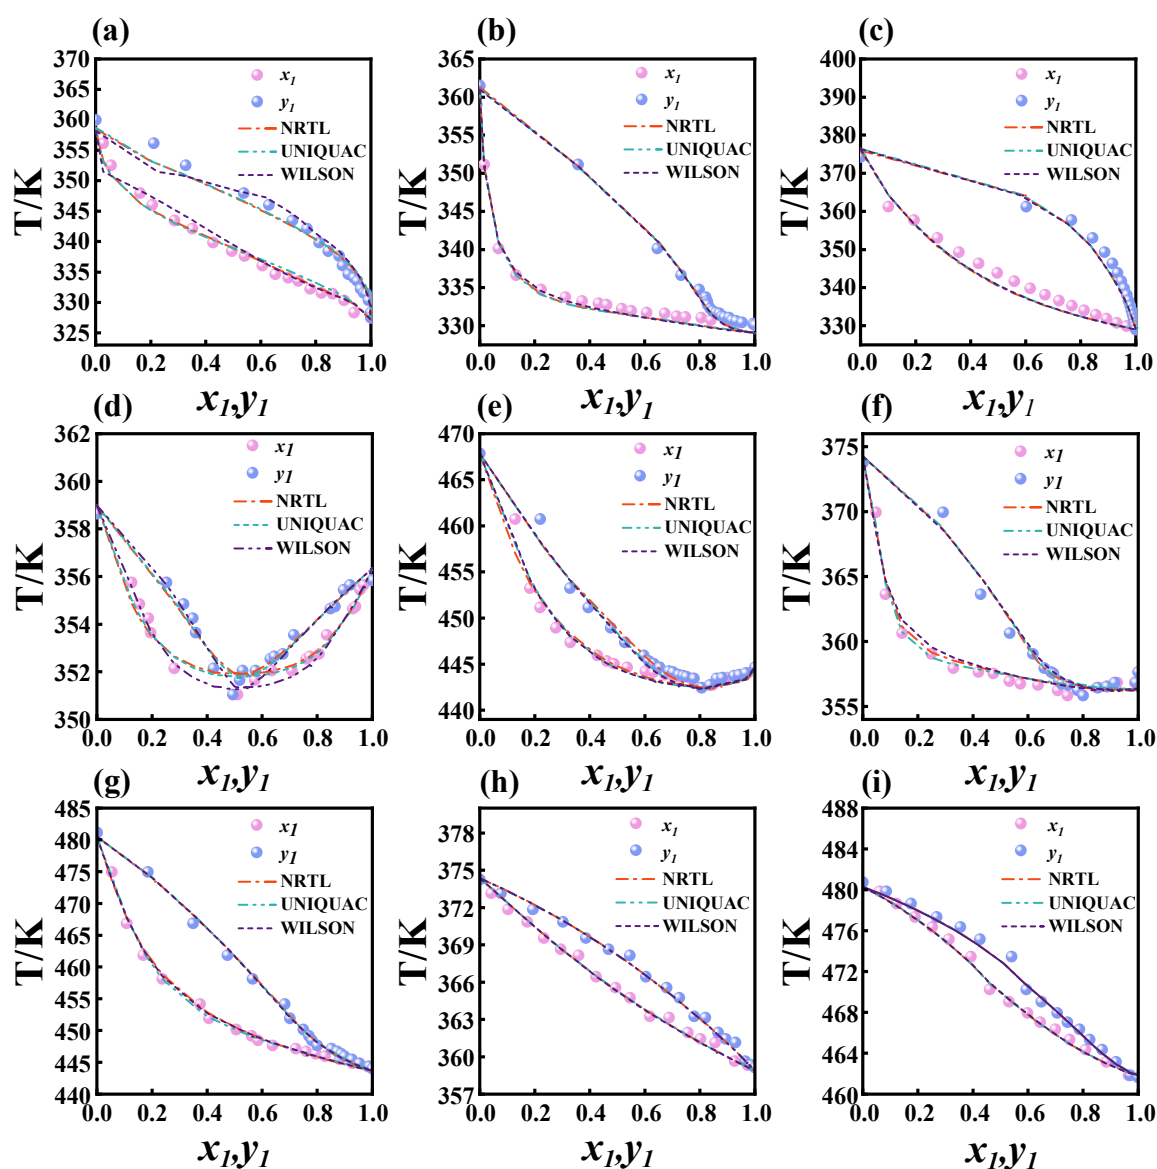 (a)
370
365
360
355
350
345
340
335
330
325
T/K
x1
y1
NRTL
UNIQUAC
WILSON
0.0 0.2 0.4 0.6 0.8 1.0
x1,y1
(b)
365
360
355
350
345
340
335
330
T/K
x1
y1
NRTL
UNIQUAC
WILSON
0.0 0.2 0.4 0.6 0.8 1.0
x1,y1
(c)
400
390
380
370
360
350
340
330
T/K
x1
y1
NRTL
UNIQUAC
WILSON
0.0 0.2 0.4 0.6 0.8 1.0
x1,y1
(d)
362
360
358
356
354
352
350
T/K
x1
y1
NRTL
UNIQUAC
WILSON
0.0 0.2 0.4 0.6 0.8 1.0
x1,y1
(e)
470
465
460
455
450
445
440
T/K
x1
y1
NRTL
UNIQUAC
WILSON
0.0 0.2 0.4 0.6 0.8 1.0
x1,y1
(f)
375
370
365
360
354
T/K
x1
y1
NRTL
UNIQUAC
WILSON
0.0 0.2 0.4 0.6 0.8 1.0
x1,y1
(g)
485
480
475
470
465
460
455
450
445
440
T/K
x1
y1
NRTL
UNIQUAC
WILSON
0.0 0.2 0.4 0.6 0.8 1.0
x1,y1
(h)
378
375
372
369
366
363
360
357
T/K
x1
y1
NRTL
UNIQUAC
WILSON
0.0 0.2 0.4 0.6 0.8 1.0
x1,y1
(i)
488
484
480
476
472
468
464
460
T/K
x1
y1
NRTL
UNIQUAC
WILSON
0.0 0.2 0.4 0.6 0.8 1.0
x1,y1